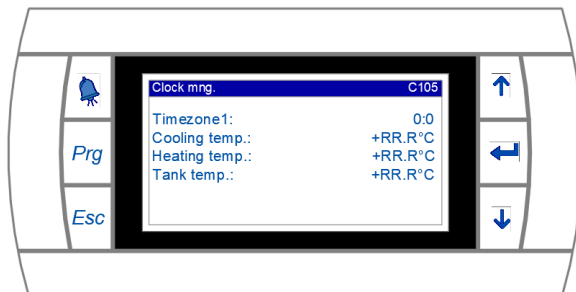 Clock mng. C105
Timezone1: 0:0
Cooling temp.: +RR.R°C
Heating temp.: +RR.R°C
Tank temp.: +RR.R°C
Prg
Esc